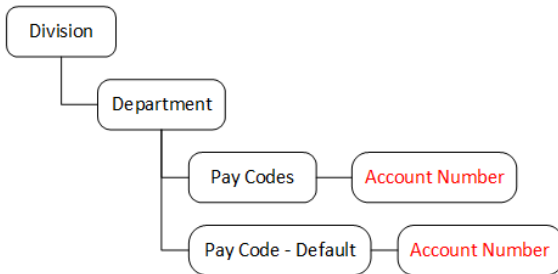 Division
Department
Pay Codes
Account Number
Pay Code - Default
Account Number